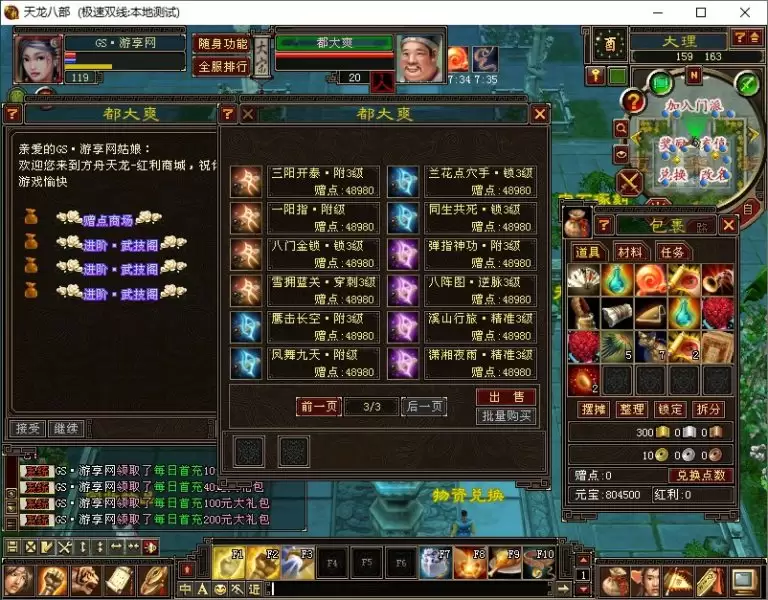 天龙八部 (极速双线:本地测试)
GS·游享网
119
随身功能
全服排行
都大爽
20
7:34 7:35
大理
159 163
加入门派
兑换 改名
都大爽
亲爱的GS·游享网姑娘：
欢迎您来到方舟天龙-红利商城，祝
游戏愉快
赠点商场
进阶·武技阁
进阶·武技阁
进阶·武技阁
接受
继续
都大爽
三阳开泰·附3级
赠点:48980
兰花点穴手·锁3级
赠点:48980
一阳指·附级
赠点:48980
同生共死·锁3级
赠点:48980
八门金锁·锁3级
赠点:48980
弹指神功·附3级
赠点:48980
雪拥蓝关·穿刺3级
赠点:48980
八阵图·逆脉3级
赠点:48980
鹰击长空·附3级
赠点:48980
溪山行旅·精准3级
赠点:48980
凤舞九天·附级
赠点:48980
潇湘夜雨·精准3级
赠点:48980
前一页
3/3
后一页
出售
批量购买
包裹
道具
材料
任务
5
7
2
2
摆摊
整理
锁定
拆分
300 0 0
10 0 0
赠点:0
兑换点数
元宝:804500
红利:0
GS·游享网领取了每日首充10
GS·游享网领取了每日首充40
GS·游享网领取了每日首充100元大礼包
GS·游享网领取了每日首充200元大礼包
物资兑换
F1
F2
F3
F4
F5
F6
F7
F8
F9
F10
中
A
近
1